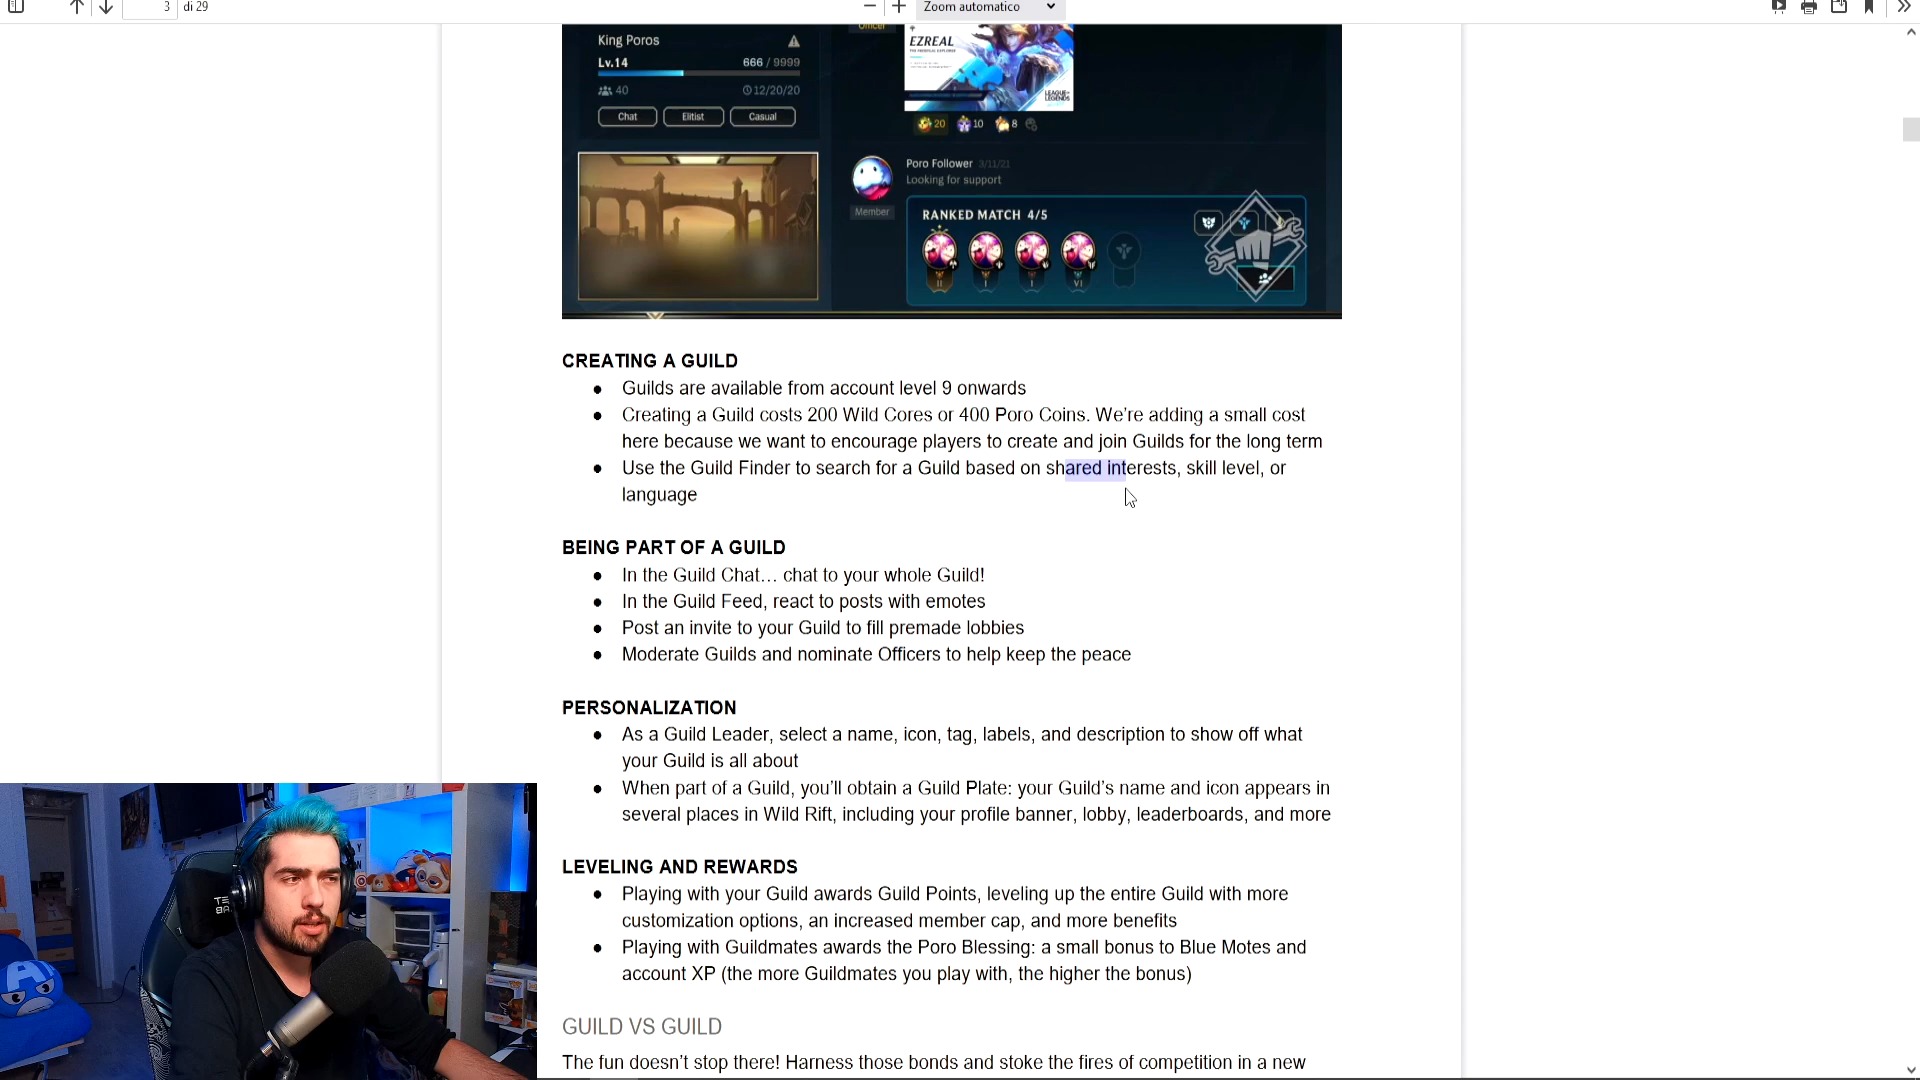 3 di 29 Zoom automatico
King Poros
Lv.14 666 / 9999
40 12/20/20
Chat Elitist Casual
Officer
EZREAL
LEAGUE OF LEGENDS
20 10 8
Poro Follower 3/11/21
Looking for support
Member
RANKED MATCH 4/5
II I I VI
CREATING A GUILD
● Guilds are available from account level 9 onwards
● Creating a Guild costs 200 Wild Cores or 400 Poro Coins. We’re adding a small cost
here because we want to encourage players to create and join Guilds for the long term
● Use the Guild Finder to search for a Guild based on shared interests, skill level, or
language
BEING PART OF A GUILD
● In the Guild Chat… chat to your whole Guild!
● In the Guild Feed, react to posts with emotes
● Post an invite to your Guild to fill premade lobbies
● Moderate Guilds and nominate Officers to help keep the peace
PERSONALIZATION
● As a Guild Leader, select a name, icon, tag, labels, and description to show off what
your Guild is all about
● When part of a Guild, you’ll obtain a Guild Plate: your Guild’s name and icon appears in
several places in Wild Rift, including your profile banner, lobby, leaderboards, and more
LEVELING AND REWARDS
● Playing with your Guild awards Guild Points, leveling up the entire Guild with more
customization options, an increased member cap, and more benefits
● Playing with Guildmates awards the Poro Blessing: a small bonus to Blue Motes and
account XP (the more Guildmates you play with, the higher the bonus)
GUILD VS GUILD
The fun doesn’t stop there! Harness those bonds and stoke the fires of competition in a new